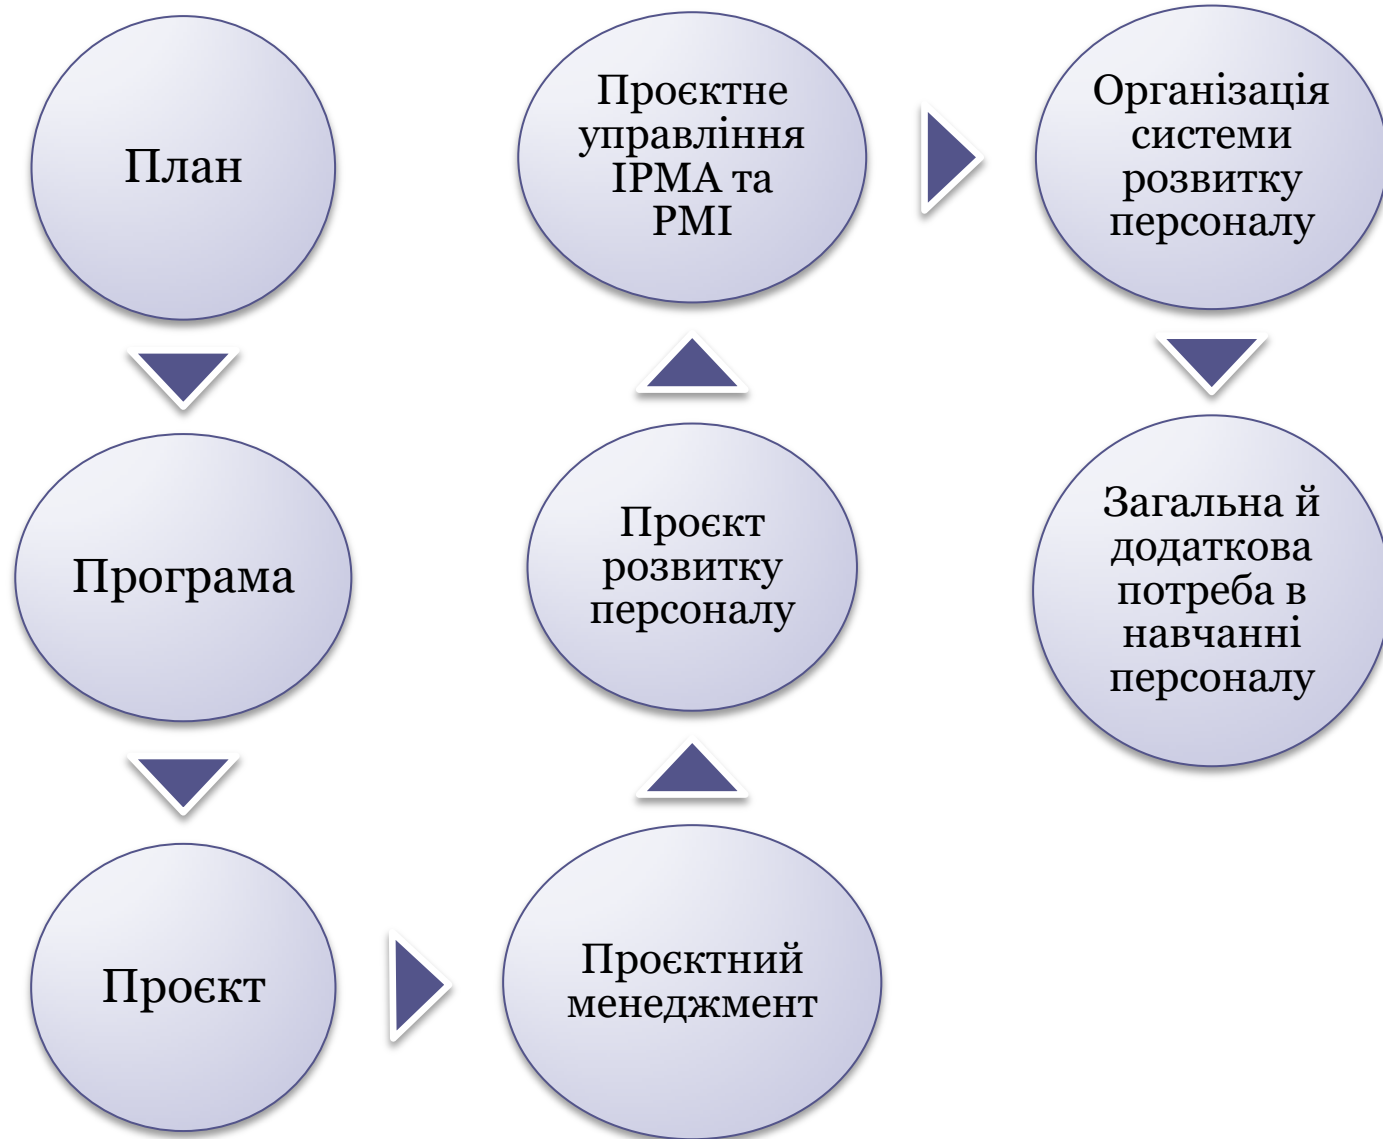 План
Програма
Проєкт
Проєктний
менеджмент
Проєкт
розвитку
персоналу
Проєктне
управління
IPMA та
PMI
Організація
системи
розвитку
персоналу
Загальна й
додаткова
потреба в
навчанні
персоналу